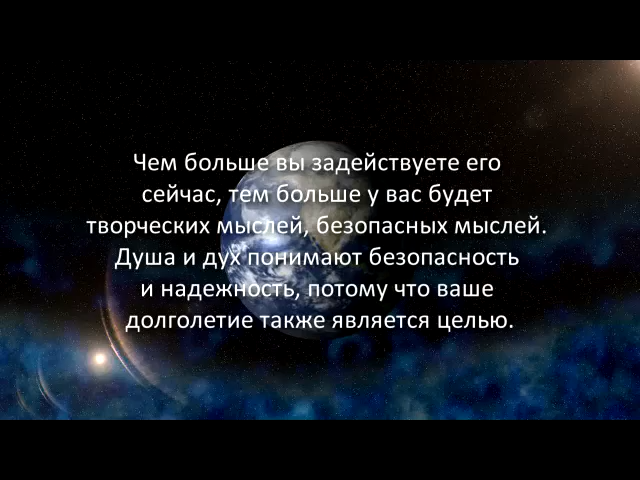 Чем больше вы задействуете его
сейчас, тем больше у вас будет
творческих мыслей, безопасных мыслей.
Душа и дух понимают безопасность
и надежность, потому что ваше
долголетие также является целью.